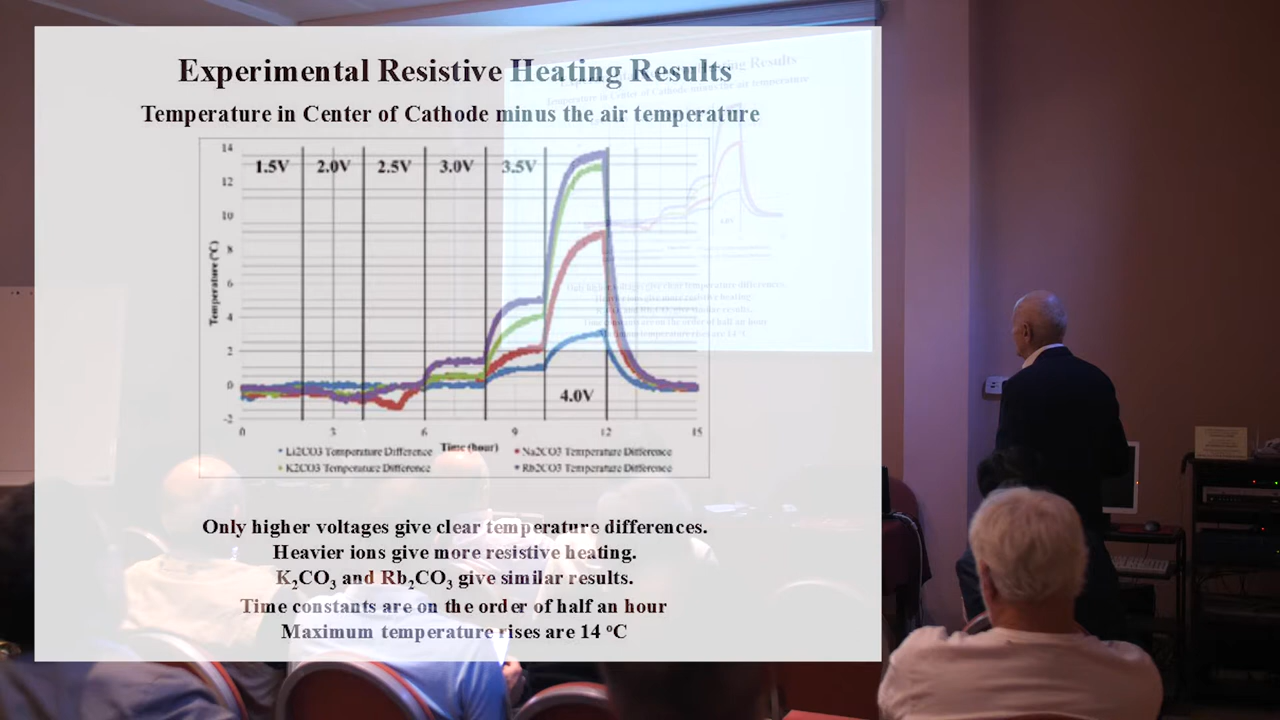 Experimental Resistive Heating Results
Temperature in Center of Cathode minus the air temperature
14
1.5V 2.0V 2.5V 3.0V 3.5V
12
10
8
6
4
2
0
4.0V
-2
0 3 6 9 12 15
Temperature (°C)
Time (hour)
Li2CO3 Temperature Difference Na2CO3 Temperature Difference
K2CO3 Temperature Difference Rb2CO3 Temperature Difference
Only higher voltages give clear temperature differences.
Heavier ions give more resistive heating.
K₂CO₃ and Rb₂CO₃ give similar results.
Time constants are on the order of half an hour
Maximum temperature rises are 14 °C